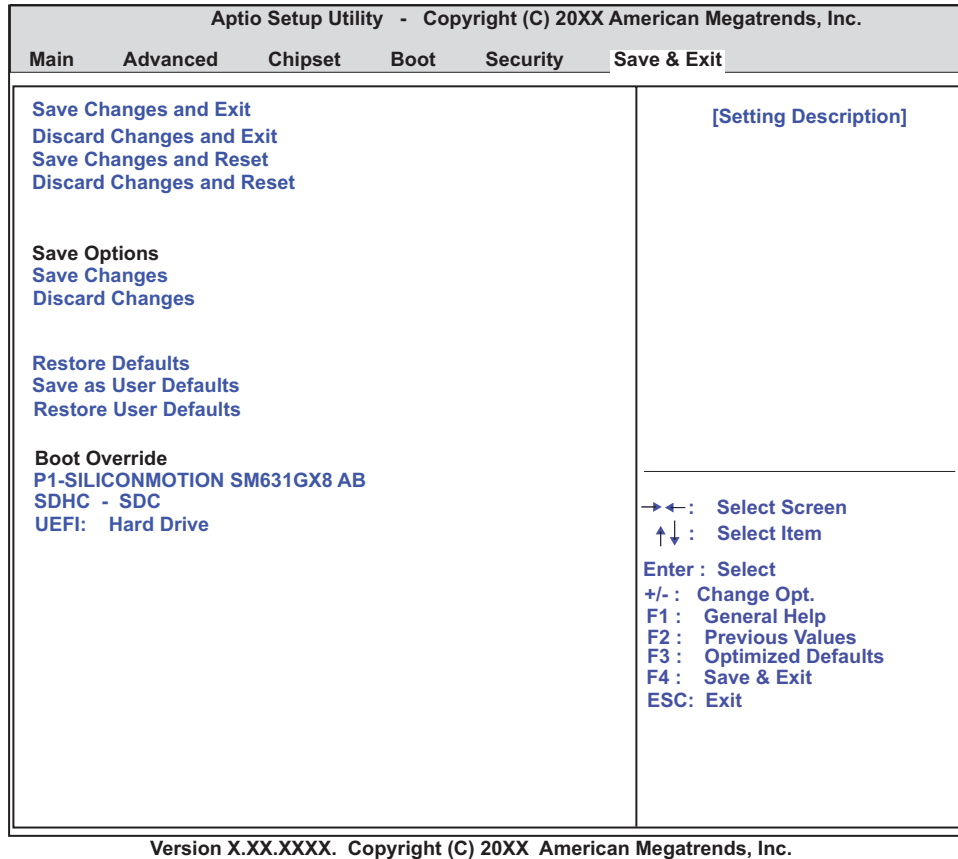 Aptio Setup Utility - Copyright (C) 20XX American Megatrends, Inc.
Main Advanced Chipset Boot Security Save & Exit
Save Changes and Exit
Discard Changes and Exit
Save Changes and Reset
Discard Changes and Reset
Save Options
Save Changes
Discard Changes
Restore Defaults
Save as User Defaults
Restore User Defaults
Boot Override
P1-SILICONMOTION SM631GX8 AB
SDHC - SDC
UEFI: Hard Drive
[Setting Description]
→←: Select Screen
↑↓ : Select Item
Enter : Select
+/- : Change Opt.
F1 : General Help
F2 : Previous Values
F3 : Optimized Defaults
F4 : Save & Exit
ESC: Exit
Version X.XX.XXXX. Copyright (C) 20XX American Megatrends, Inc.